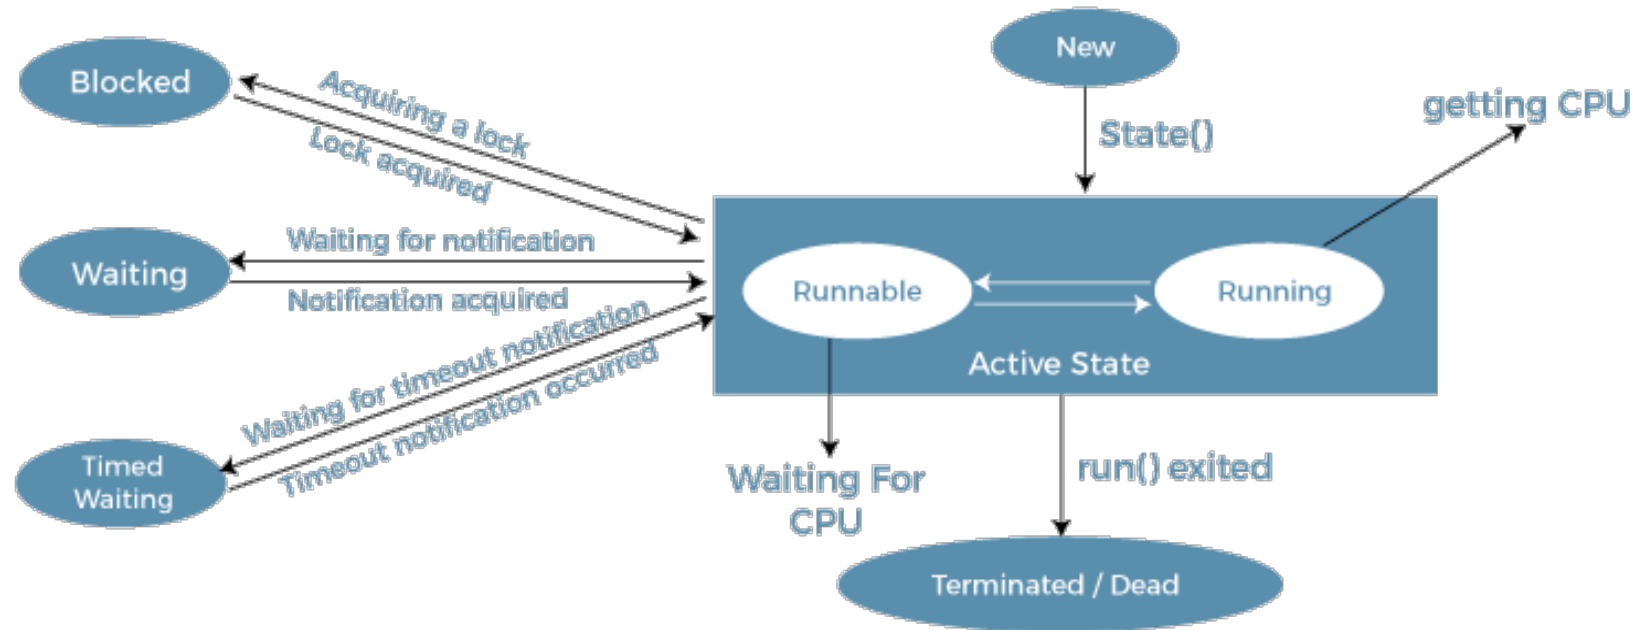 New
Blocked
Acquiring a lock
getting CPU
State()
Lock acquired
Waiting for notification
Waiting
Runnable
Running
Notification acquired
Active State
Waiting for timeout notification
Timeout notification occurred
Timed
Waiting
Waiting For
CPU
run() exited
Terminated / Dead